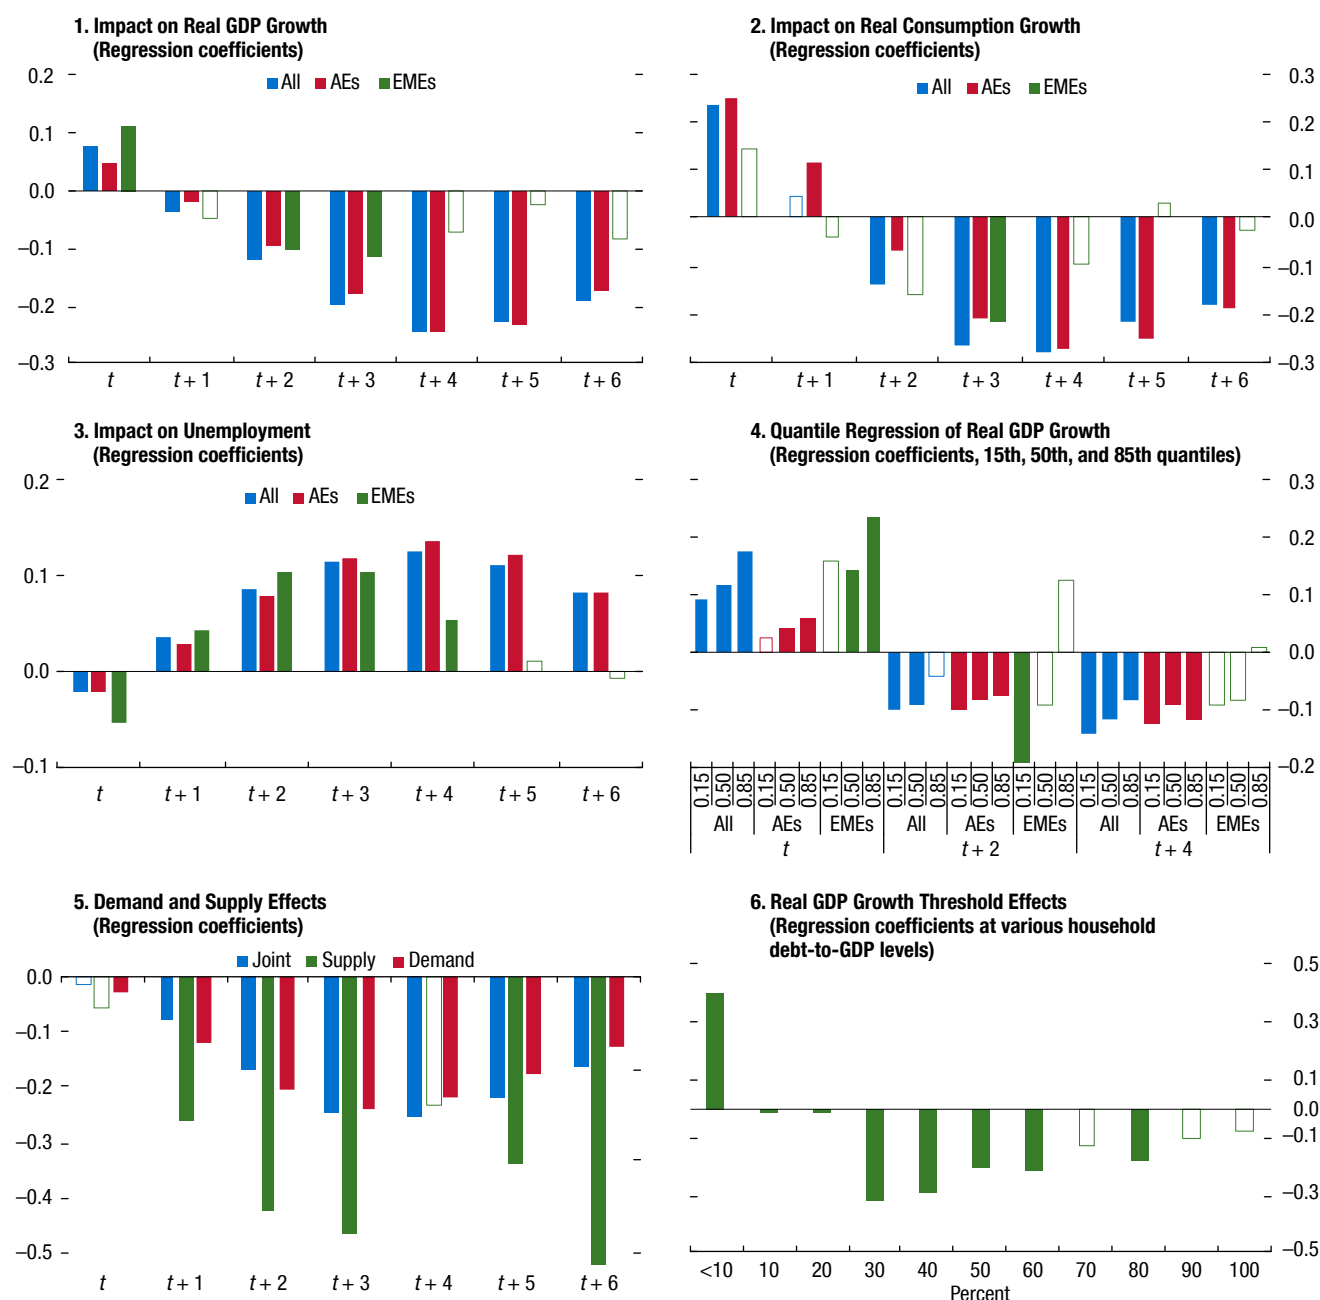 1. Impact on Real GDP Growth
(Regression coefficients)
All AEs EMEs
0.2
0.1
0.0
–0.1
–0.2
–0.3
t t + 1 t + 2 t + 3 t + 4 t + 5 t + 6
2. Impact on Real Consumption Growth
(Regression coefficients)
All AEs EMEs
0.3
0.2
0.1
0.0
–0.1
–0.2
–0.3
t t + 1 t + 2 t + 3 t + 4 t + 5 t + 6
3. Impact on Unemployment
(Regression coefficients)
All AEs EMEs
0.2
0.1
0.0
–0.1
t t + 1 t + 2 t + 3 t + 4 t + 5 t + 6
4. Quantile Regression of Real GDP Growth
(Regression coefficients, 15th, 50th, and 85th quantiles)
0.3
0.2
0.1
0.0
–0.1
–0.2
0.15 0.50 0.85 0.15 0.50 0.85 0.15 0.50 0.85 0.15 0.50 0.85 0.15 0.50 0.85 0.15 0.50 0.85 0.15 0.50 0.85 0.15 0.50 0.85 0.15 0.50 0.85
All AEs EMEs All AEs EMEs All AEs EMEs
t t + 2 t + 4
5. Demand and Supply Effects
(Regression coefficients)
Joint Supply Demand
0.0
–0.1
–0.2
–0.3
–0.4
–0.5
t t + 1 t + 2 t + 3 t + 4 t + 5 t + 6
6. Real GDP Growth Threshold Effects
(Regression coefficients at various household
debt-to-GDP levels)
0.5
0.3
0.1
0.0
–0.1
–0.3
–0.5
<10 10 20 30 40 50 60 70 80 90 100
Percent